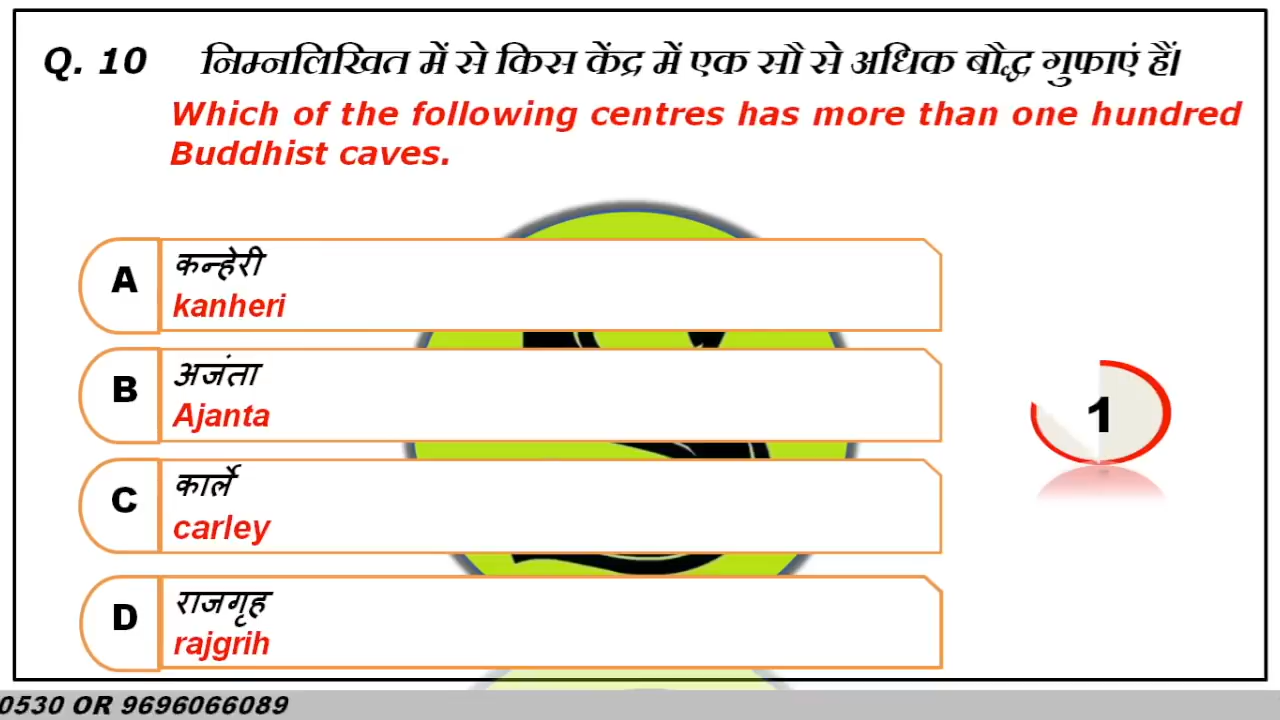 Q. 10 निम्नलिखित में से किस केंद्र में एक सौ से अधिक बौद्ध गुफाएं हैं।
Which of the following centres has more than one hundred
Buddhist caves.
A
कन्हेरी
kanheri
B
अजंता
Ajanta
C
कार्ले
carley
D
राजगृह
rajgrih
1
0530 OR 9696066089